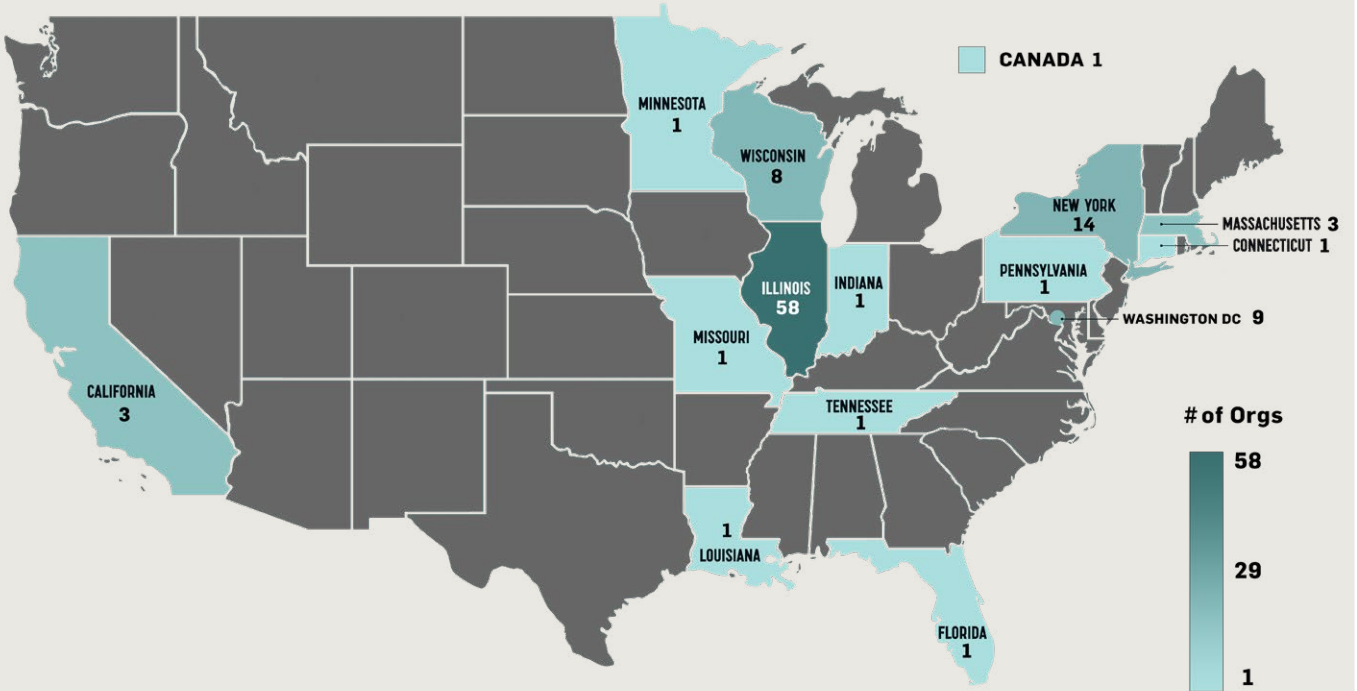 CANADA 1
MINNESOTA
1
WISCONSIN
8
NEW YORK
14
MASSACHUSETTS 3
CONNECTICUT 1
PENNSYLVANIA
1
ILLINOIS
58
INDIANA
1
WASHINGTON DC 9
MISSOURI
1
CALIFORNIA
3
TENNESSEE
1
1
LOUISIANA
FLORIDA
1
# of Orgs
58
29
1